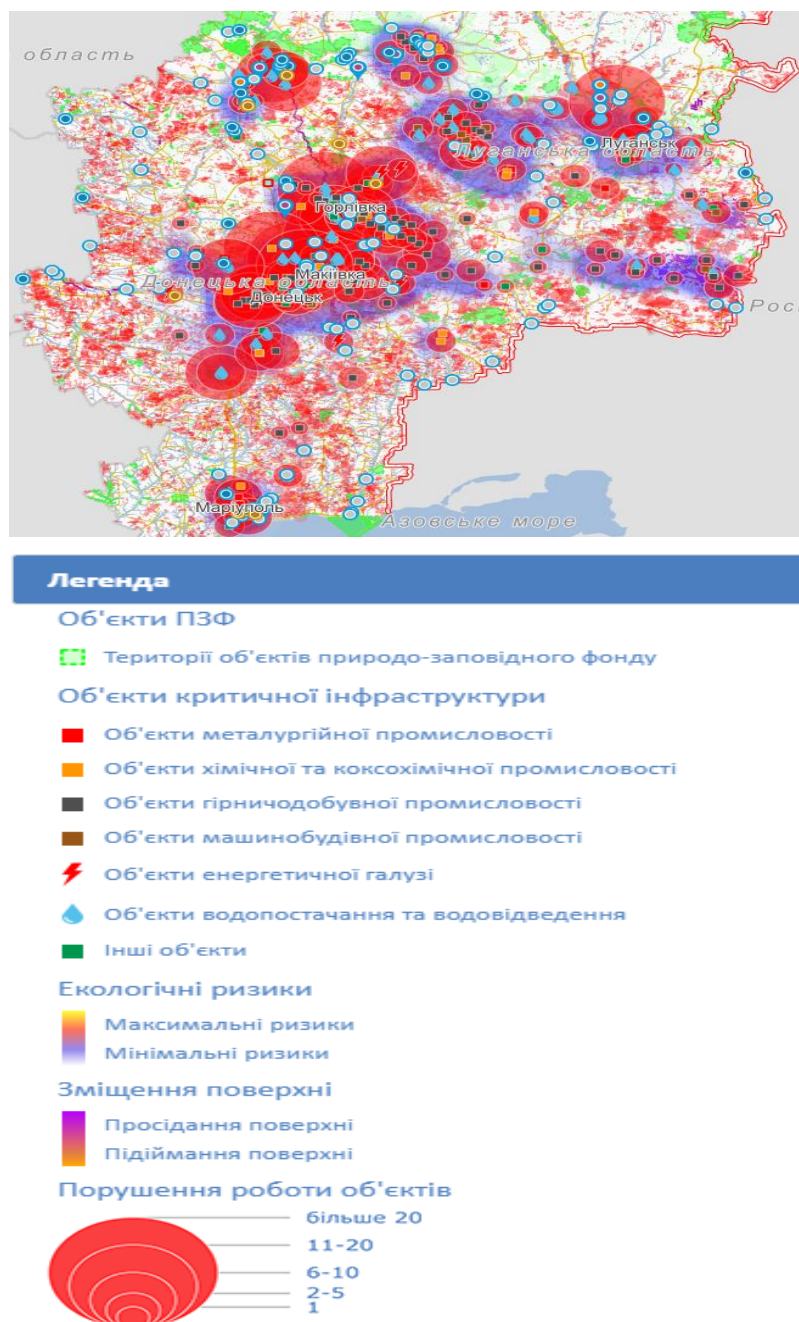 область
Луганськ
Луганська область
Горлівка
Макіївка
Донецька область
Донецьк
Рос
Маріуполь
Азовське море
Легенда
Об'єкти ПЗФ
Території об'єктів природо-заповідного фонду
Об'єкти критичної інфраструктури
Об'єкти металургійної промисловості
Об'єкти хімічної та коксохімічної промисловості
Об'єкти гірничодобувної промисловості
Об'єкти машинобудівної промисловості
Об'єкти енергетичної галузі
Об'єкти водопостачання та водовідведення
Інші об'єкти
Екологічні ризики
Максимальні ризики
Мінімальні ризики
Зміщення поверхні
Просідання поверхні
Підіймання поверхні
Порушення роботи об'єктів
більше 20
11-20
6-10
2-5
1